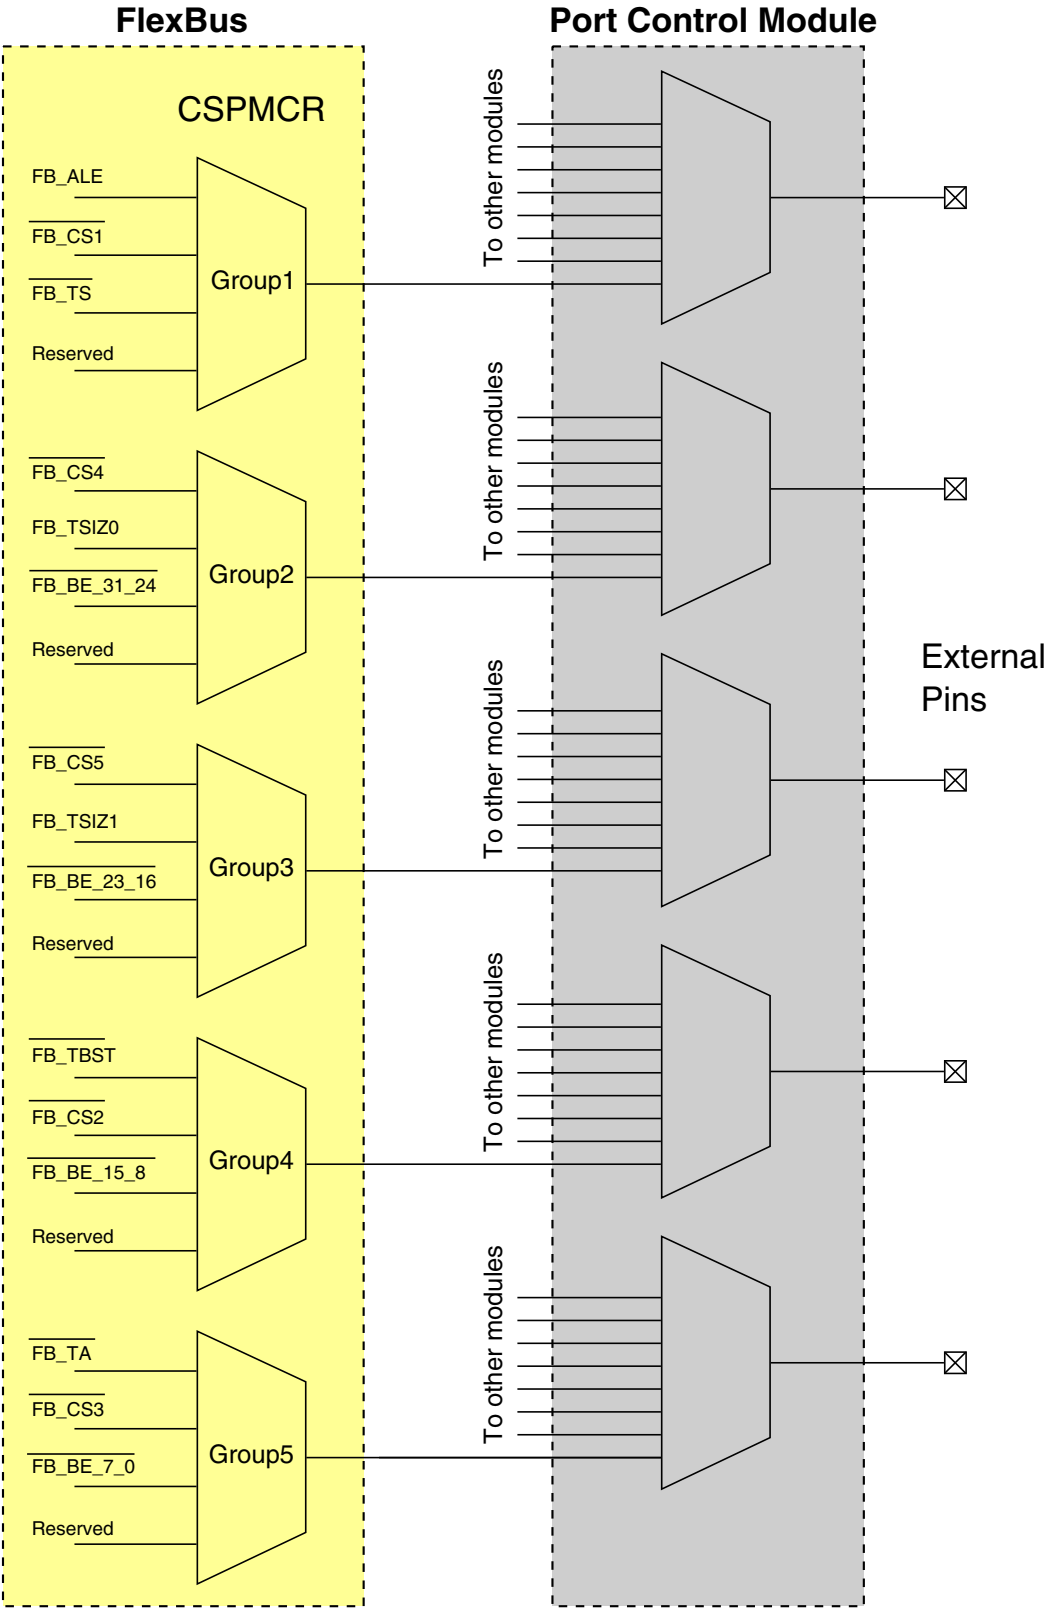 FlexBus
Port Control Module
CSPMCR
FB_ALE
FB_CS1
FB_TS
Reserved
Group1
To other modules
FB_CS4
FB_TSIZ0
FB_BE_31_24
Reserved
Group2
To other modules
External
Pins
FB_CS5
FB_TSIZ1
FB_BE_23_16
Reserved
Group3
To other modules
FB_TBST
FB_CS2
FB_BE_15_8
Reserved
Group4
To other modules
FB_TA
FB_CS3
FB_BE_7_0
Reserved
Group5
To other modules